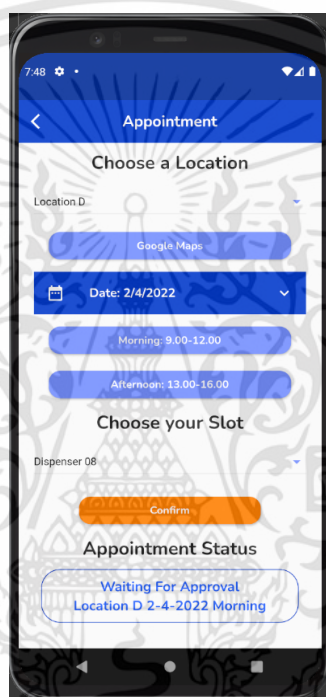 7:48
Appointment
Choose a Location
Location D
Google Maps
Date: 2/4/2022
Morning: 9.00-12.00
Afternoon: 13.00-16.00
Choose your Slot
Dispenser 08
Confirm
Appointment Status
Waiting For Approval
Location D 2-4-2022 Morning